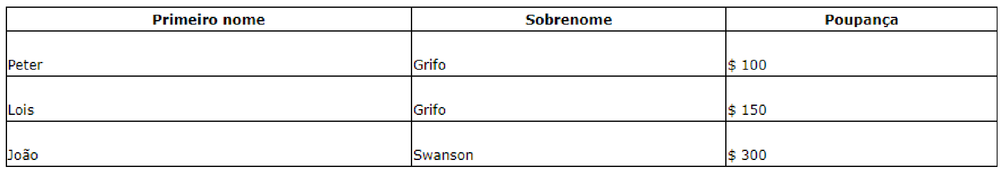 Primeiro nome Sobrenome Poupança
Peter Grifo $ 100
Lois Grifo $ 150
João Swanson $ 300